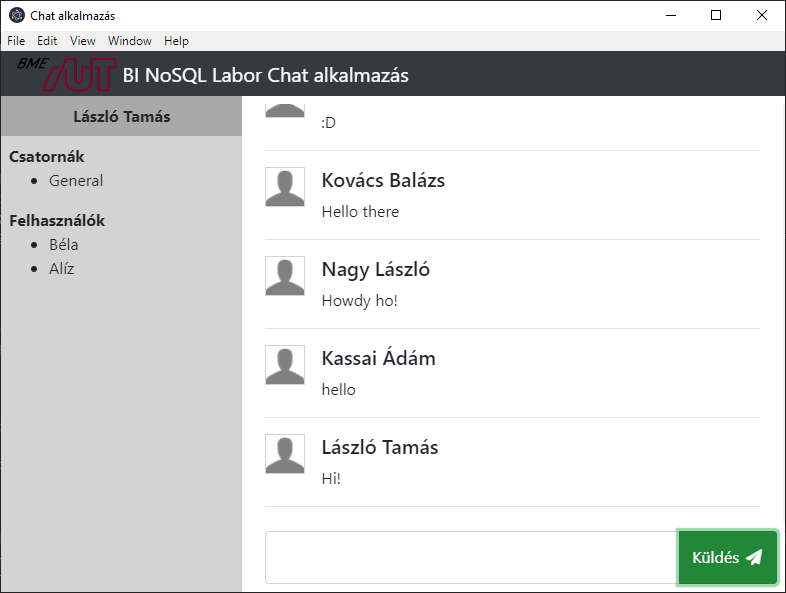 Chat alkalmazás
File Edit View Window Help
BME /UT BI NoSQL Labor Chat alkalmazás
László Tamás
Csatornák
General
Felhasználók
Béla
Alíz
:D
Kovács Balázs
Hello there
Nagy László
Howdy ho!
Kassai Ádám
hello
László Tamás
Hi!
Küldés